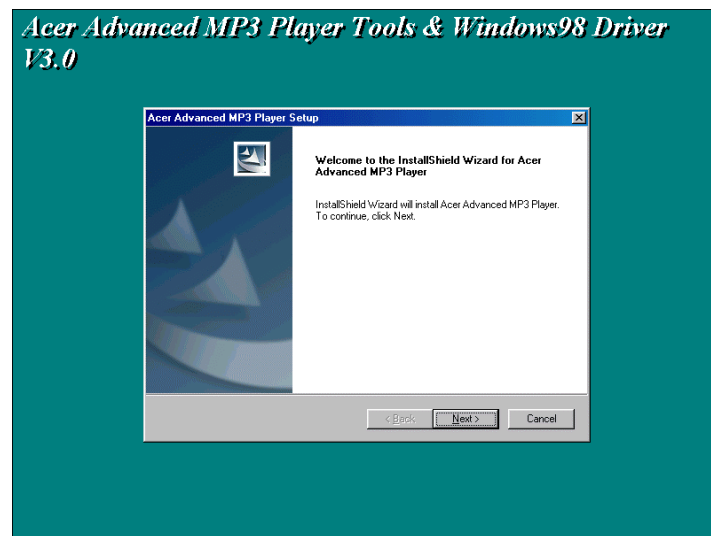 Acer Advanced MP3 Player Tools & Windows98 Driver
V3.0
Acer Advanced MP3 Player Setup
Welcome to the InstallShield Wizard for Acer
Advanced MP3 Player
InstallShield Wizard will install Acer Advanced MP3 Player.
To continue, click Next.
< Back
Next >
Cancel